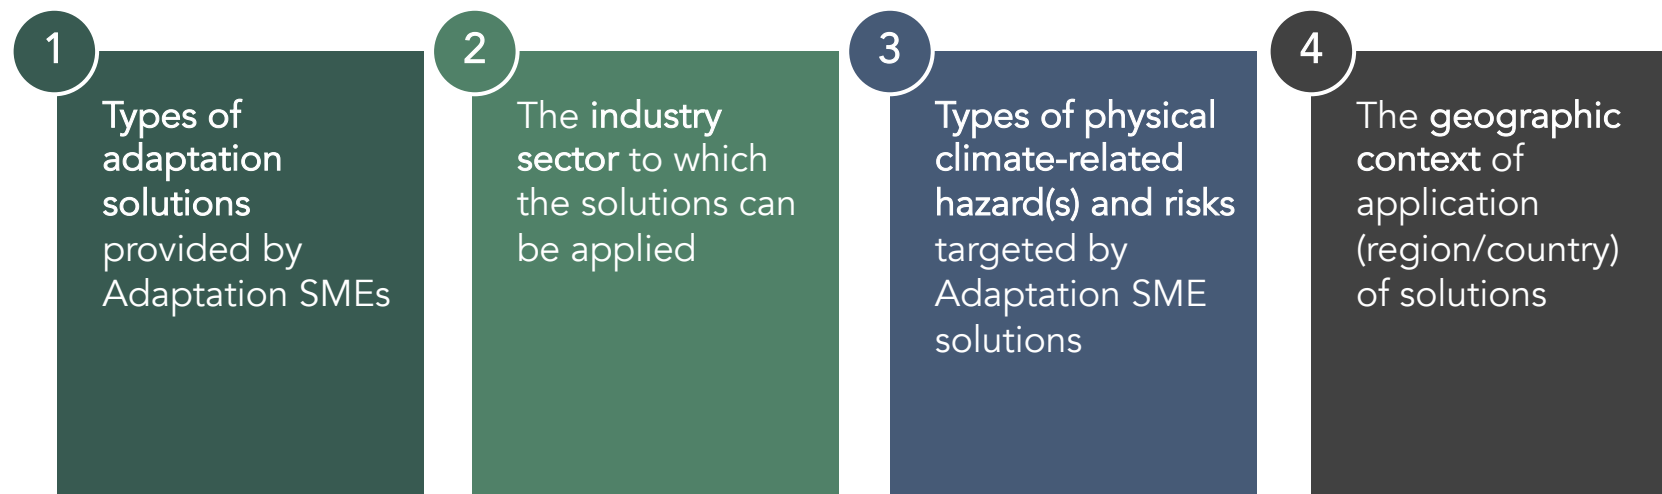 1
Types of
adaptation
solutions
provided by
Adaptation SMEs
2
The industry
sector to which
the solutions can
be applied
3
Types of physical
climate-related
hazard(s) and risks
targeted by
Adaptation SME
solutions
4
The geographic
context of
application
(region/country)
of solutions